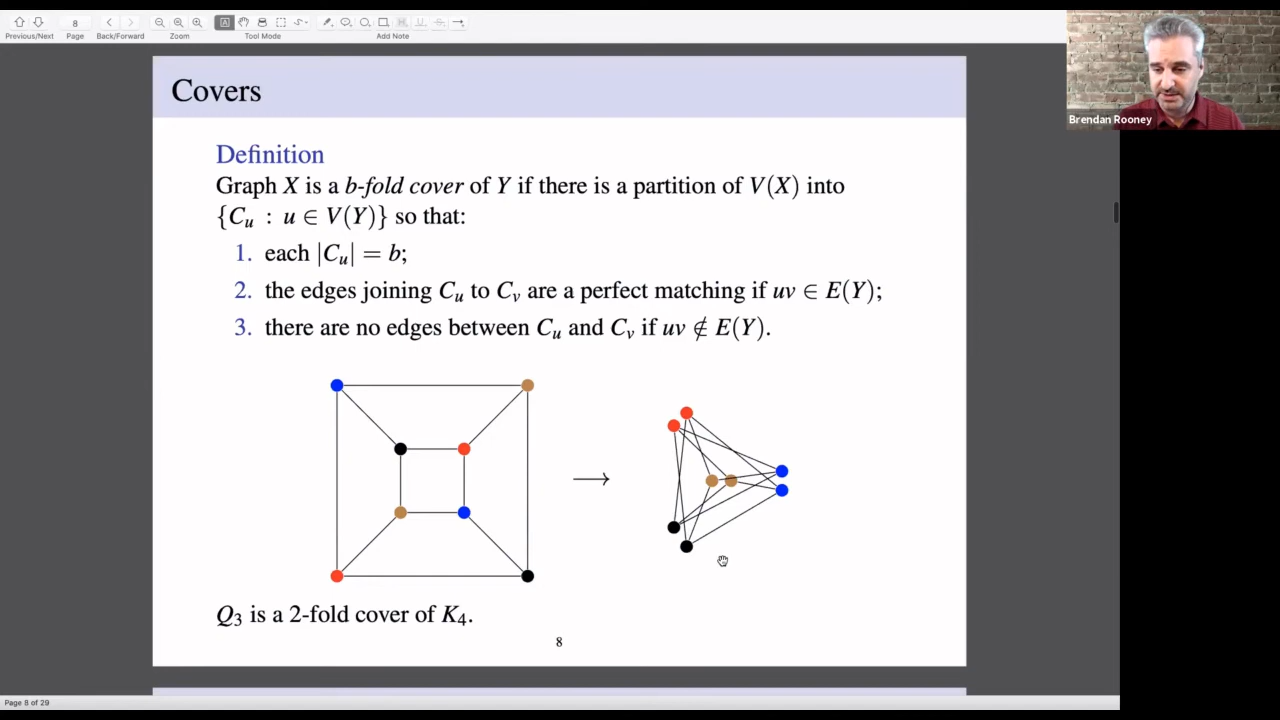 8
Previous/Next Page Back/Forward Zoom Tool Mode Add Note
Brendan Rooney
Covers
Definition
Graph X is a b-fold cover of Y if there is a partition of V(X) into
{C_u : u ∈ V(Y)} so that:
1. each |C_u| = b;
2. the edges joining C_u to C_v are a perfect matching if uv ∈ E(Y);
3. there are no edges between C_u and C_v if uv ∉ E(Y).
Q_3 is a 2-fold cover of K_4.
8
Page 8 of 29